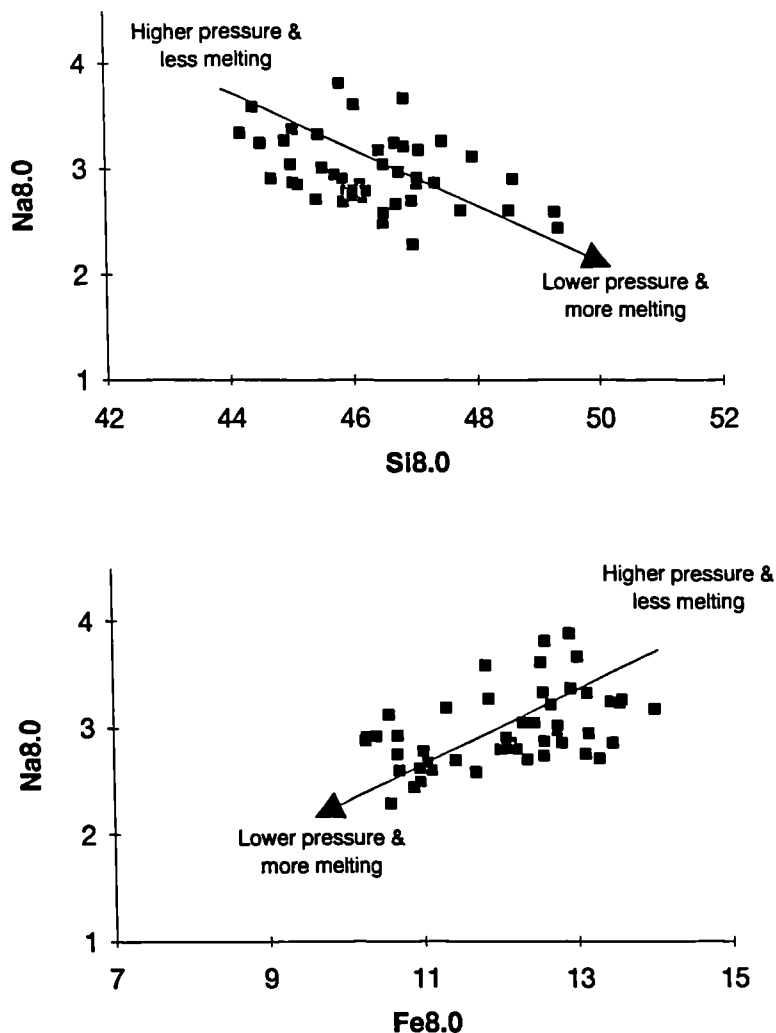 Higher pressure &
less melting
4
3
2
1
Na8.0
Lower pressure &
more melting
42 44 46 48 50 52
Si8.0
Higher pressure &
less melting
4
3
2
1
Na8.0
Lower pressure &
more melting
7 9 11 13 15
Fe8.0